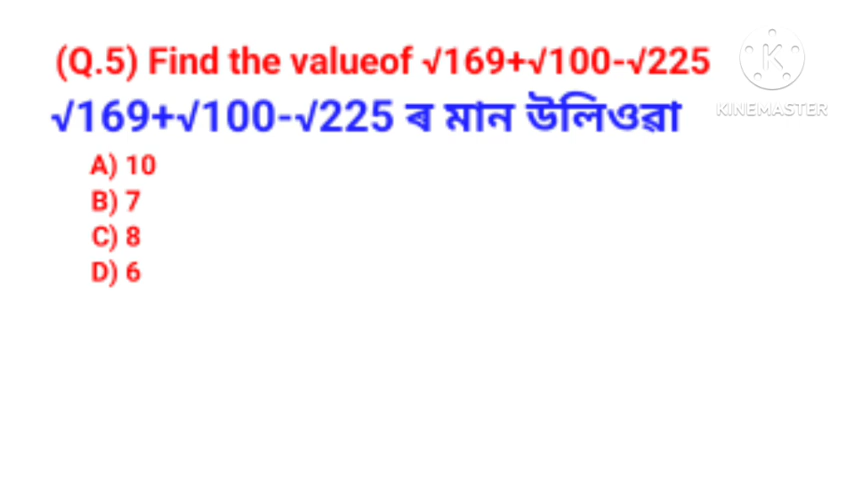 (Q.5) Find the valueof √169+√100-√225
√169+√100-√225 ৰ মান উলিওৱা
A) 10
B) 7
C) 8
D) 6
KINEMASTER